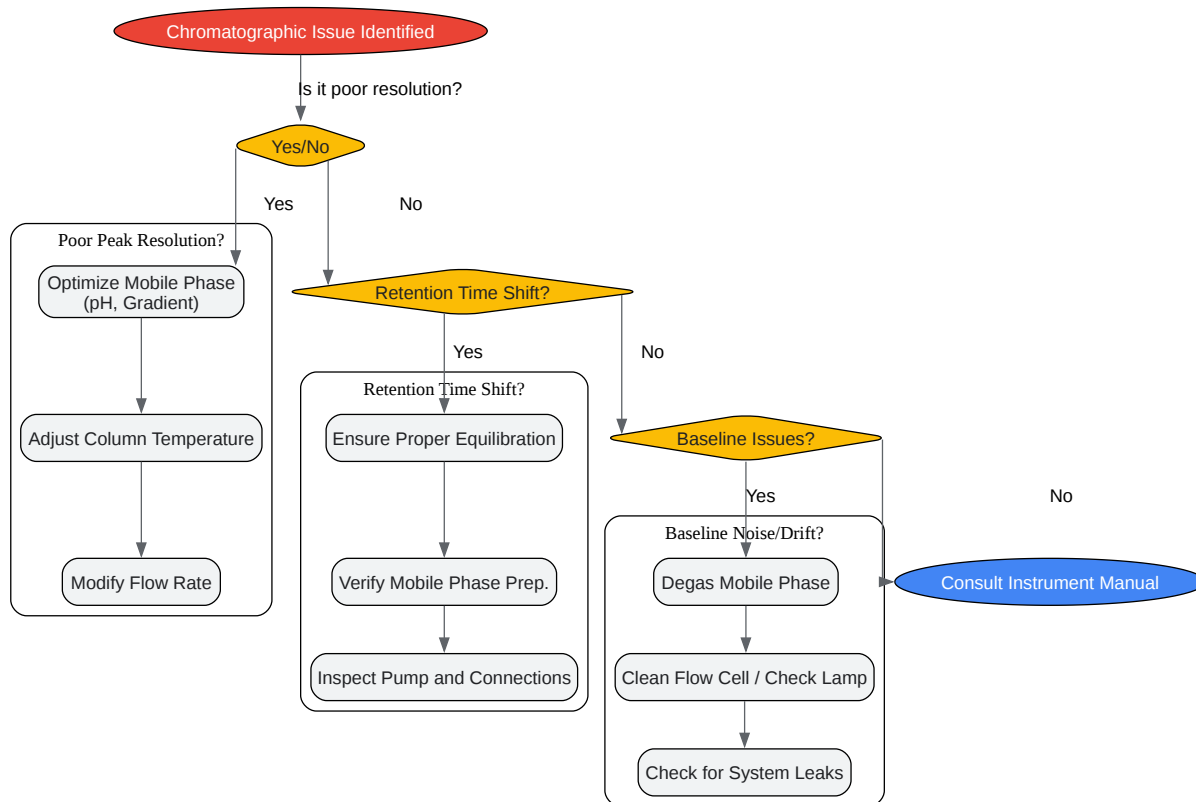 Chromatographic Issue Identified
Is it poor resolution?
Yes/No
Yes
No
Poor Peak Resolution?
Optimize Mobile Phase
(pH, Gradient)
Retention Time Shift?
Yes
No
Retention Time Shift?
Adjust Column Temperature
Ensure Proper Equilibration
Baseline Issues?
Yes
No
Baseline Noise/Drift?
Modify Flow Rate
Verify Mobile Phase Prep.
Degas Mobile Phase
Consult Instrument Manual
Inspect Pump and Connections
Clean Flow Cell / Check Lamp
Check for System Leaks